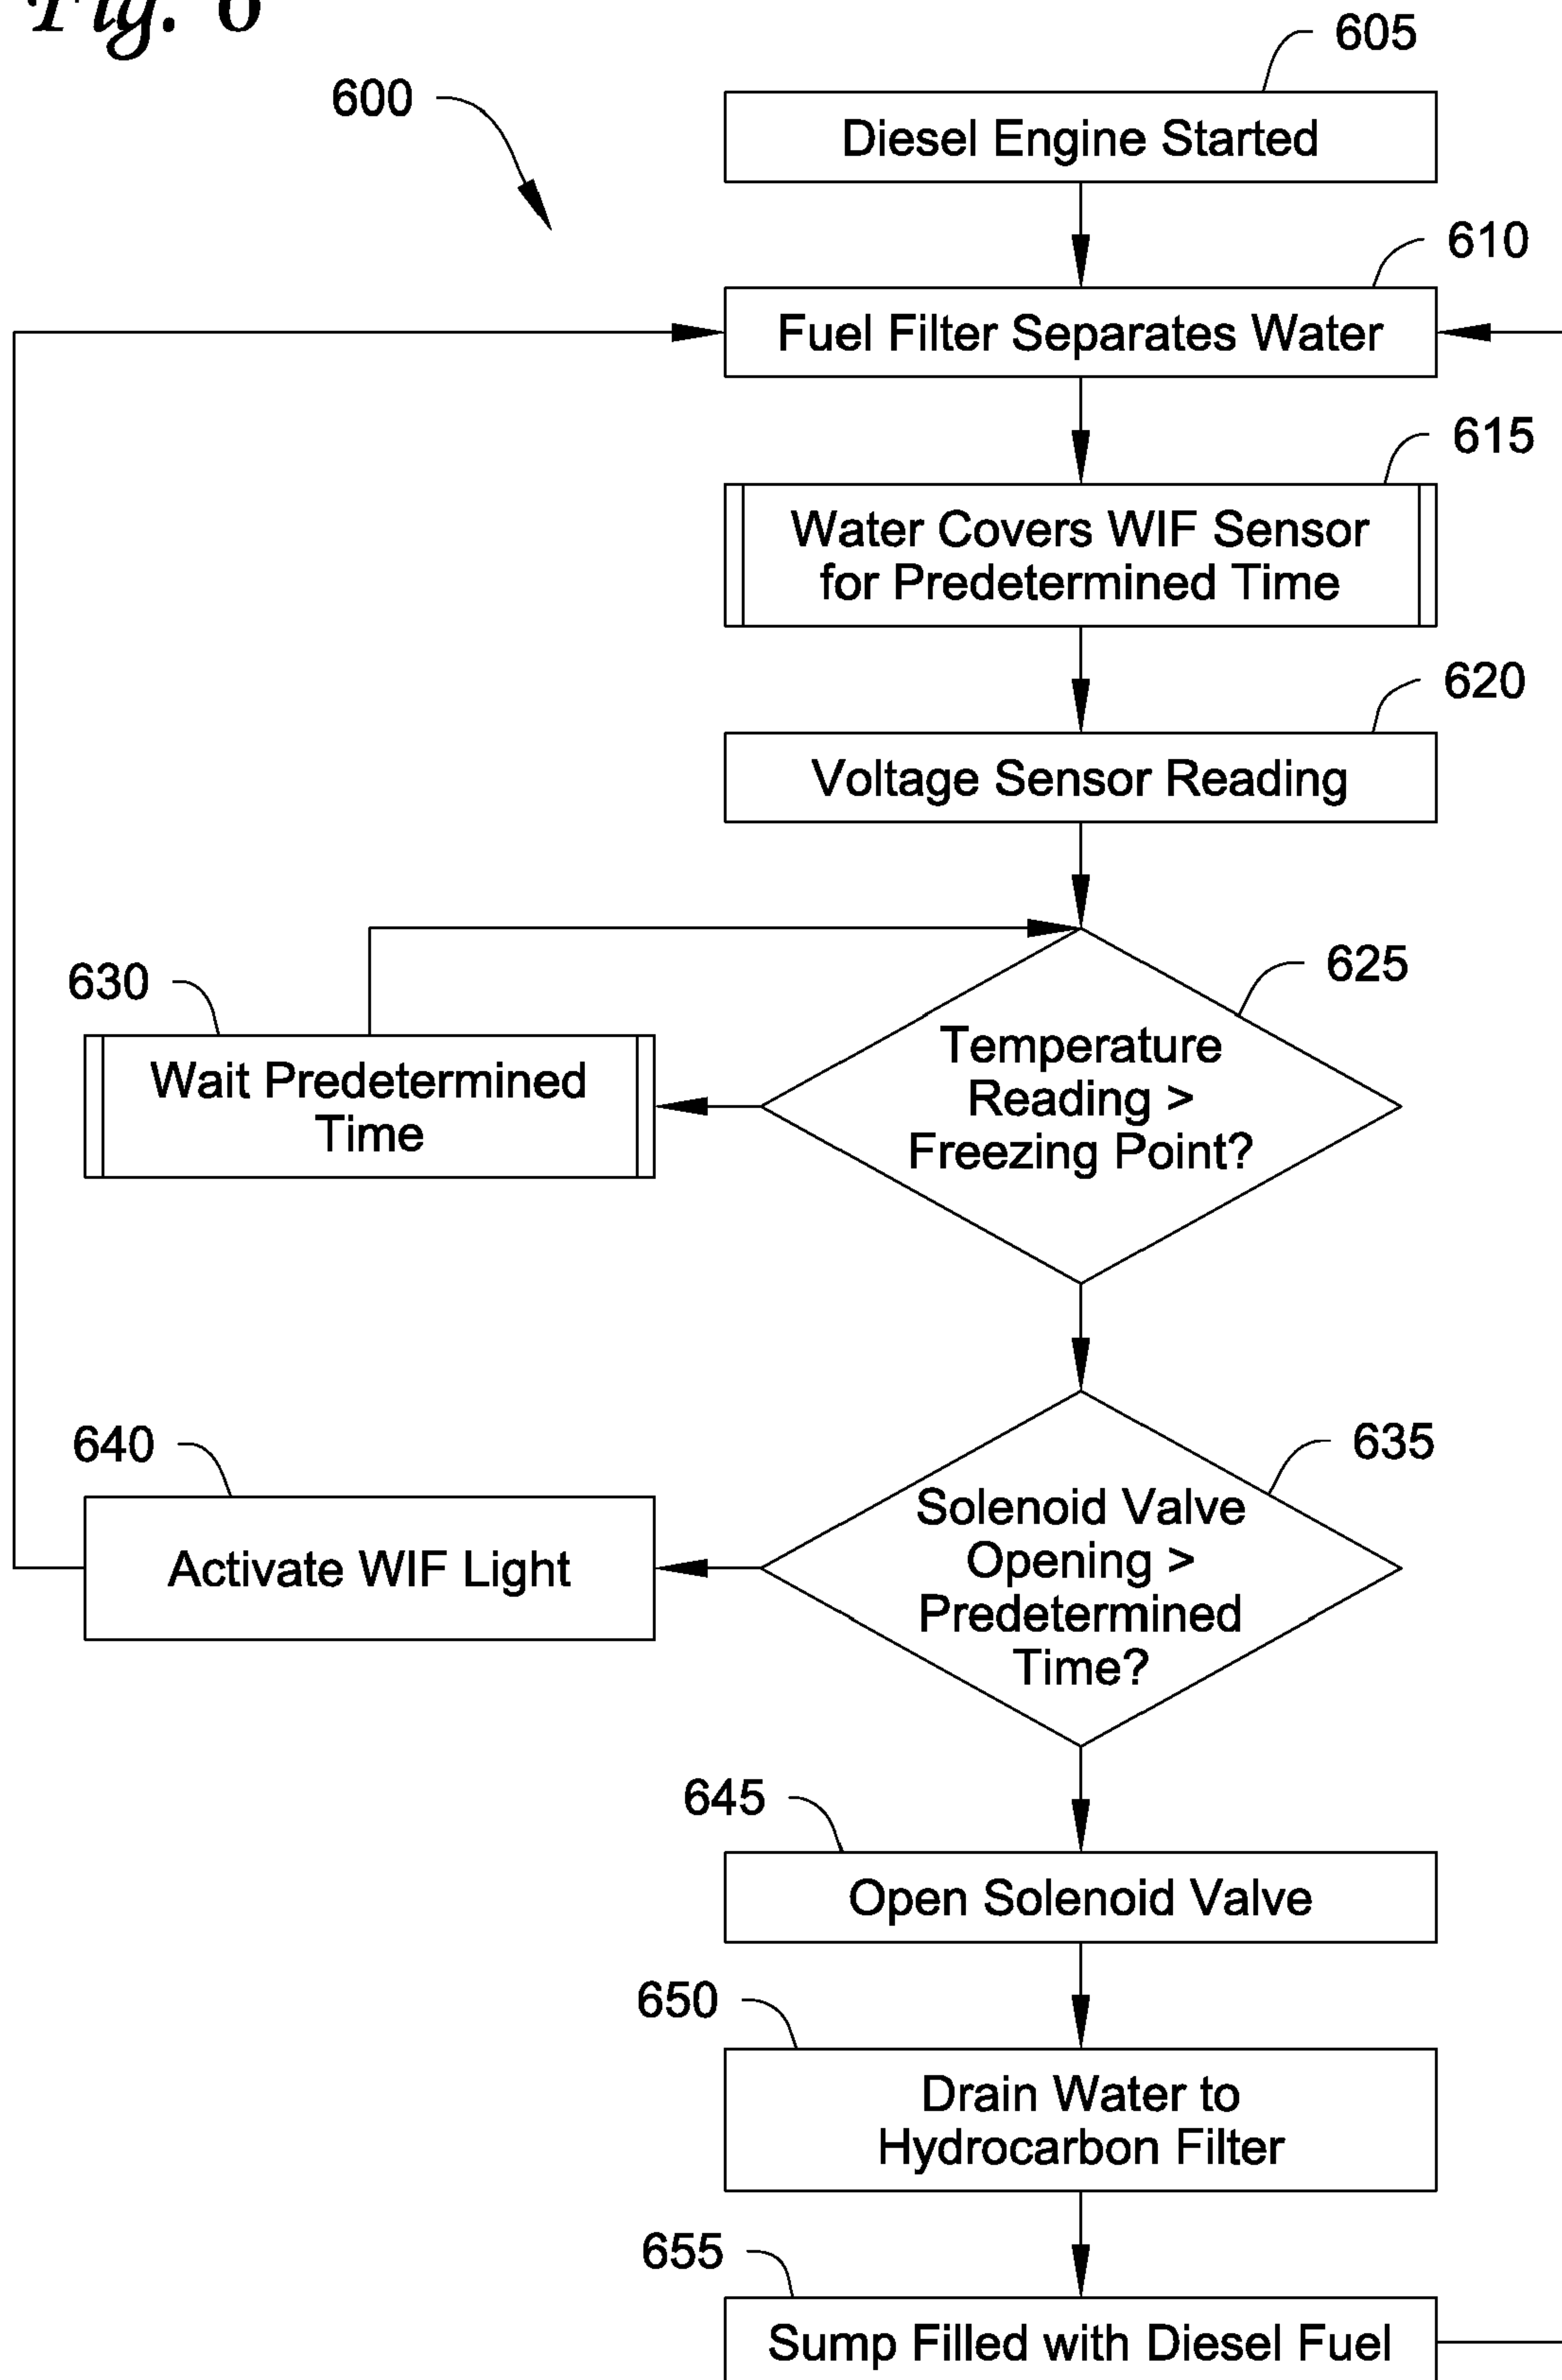 Fig. 6
605
600
Diesel Engine Started
610
Fuel Filter Separates Water
615
Water Covers WIF Sensor
for Predetermined Time
620
Voltage Sensor Reading
625
630
Temperature
Reading >
Freezing Point?
Wait Predetermined
Time
640
635
Solenoid Valve
Opening >
Predetermined
Time?
Activate WIF Light
645
Open Solenoid Valve
650
Drain Water to
Hydrocarbon Filter
655
Sump Filled with Diesel Fuel